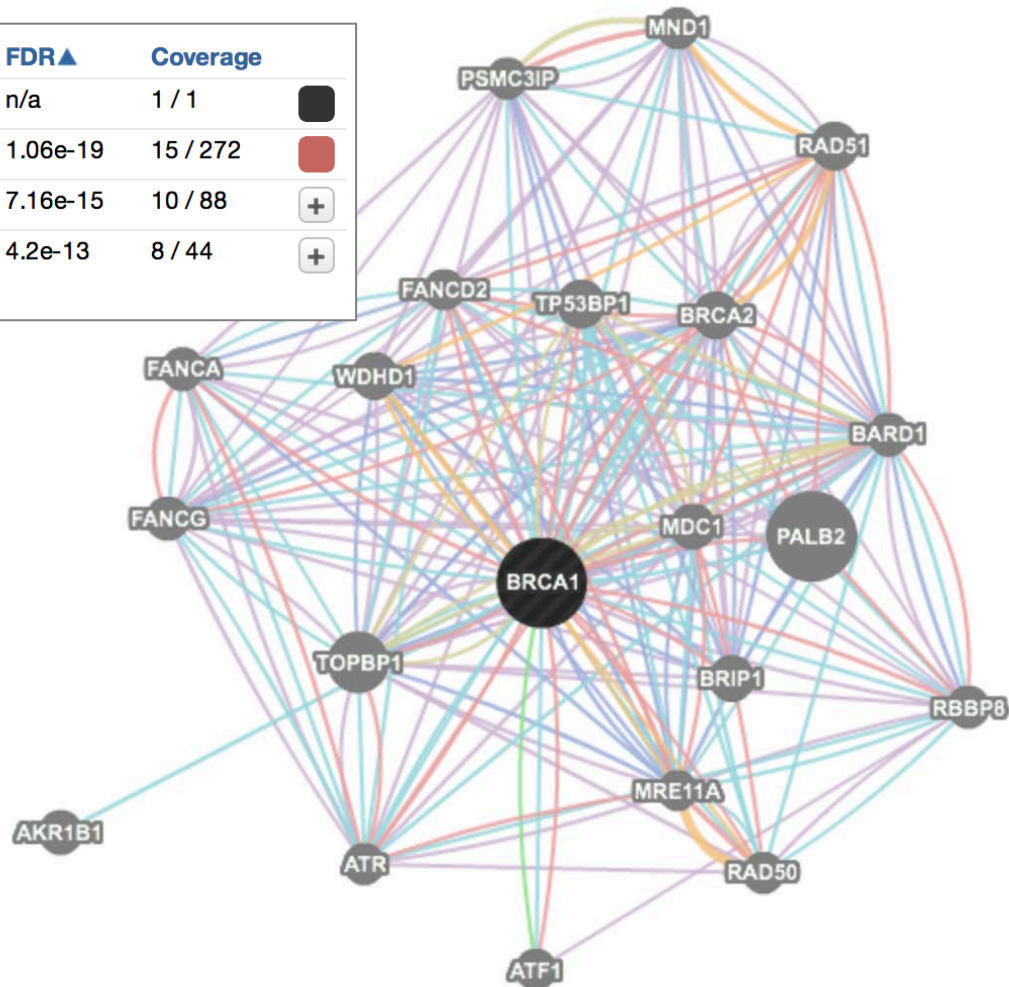 FDR▲ Coverage
n/a 1 / 1
1.06e-19 15 / 272
7.16e-15 10 / 88 +
4.2e-13 8 / 44 +
MND1
PSMC3IP
RAD51
FANCD2
TP53BP1
BRCA2
FANCA
WDHD1
BARD1
FANCG
MDC1
PALB2
BRCA1
TOPBP1
BRIP1
RBBP8
MRE11A
AKR1B1
ATR
RAD50
ATF1